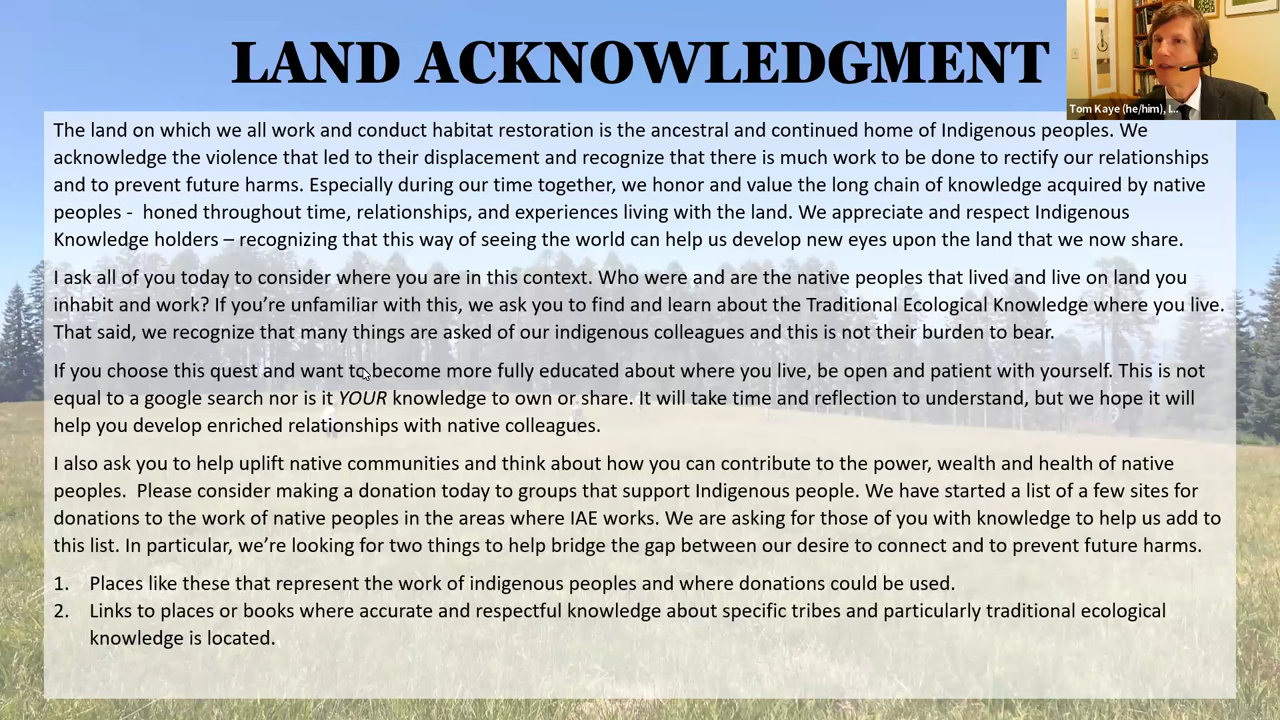 LAND ACKNOWLEDGMENT
Tom Kaye (he/him), I...
The land on which we all work and conduct habitat restoration is the ancestral and continued home of Indigenous peoples. We
acknowledge the violence that led to their displacement and recognize that there is much work to be done to rectify our relationships
and to prevent future harms. Especially during our time together, we honor and value the long chain of knowledge acquired by native
peoples -  honed throughout time, relationships, and experiences living with the land. We appreciate and respect Indigenous
Knowledge holders – recognizing that this way of seeing the world can help us develop new eyes upon the land that we now share.
I ask all of you today to consider where you are in this context. Who were and are the native peoples that lived and live on land you
inhabit and work? If you’re unfamiliar with this, we ask you to find and learn about the Traditional Ecological Knowledge where you live.
That said, we recognize that many things are asked of our indigenous colleagues and this is not their burden to bear.
If you choose this quest and want to become more fully educated about where you live, be open and patient with yourself. This is not
equal to a google search nor is it YOUR knowledge to own or share. It will take time and reflection to understand, but we hope it will
help you develop enriched relationships with native colleagues.
I also ask you to help uplift native communities and think about how you can contribute to the power, wealth and health of native
peoples.  Please consider making a donation today to groups that support Indigenous people. We have started a list of a few sites for
donations to the work of native peoples in the areas where IAE works. We are asking for those of you with knowledge to help us add to
this list. In particular, we’re looking for two things to help bridge the gap between our desire to connect and to prevent future harms.
1. Places like these that represent the work of indigenous peoples and where donations could be used.
2. Links to places or books where accurate and respectful knowledge about specific tribes and particularly traditional ecological
knowledge is located.